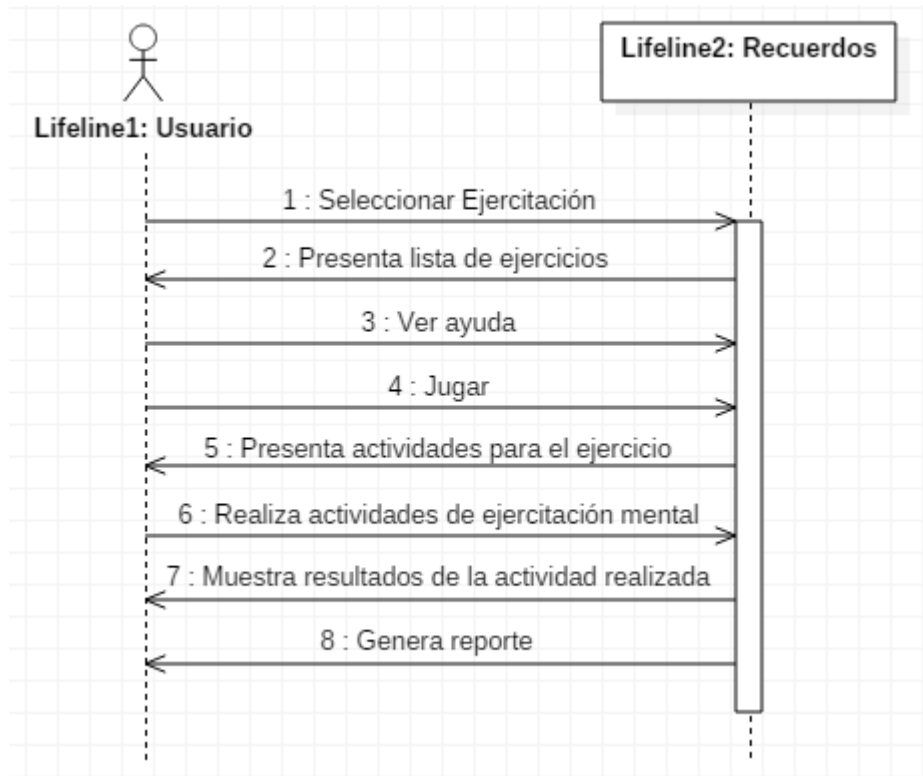 Lifeline2: Recuerdos
Lifeline1: Usuario
1 : Seleccionar Ejercitación
2 : Presenta lista de ejercicios
3 : Ver ayuda
4 : Jugar
5 : Presenta actividades para el ejercicio
6 : Realiza actividades de ejercitación mental
7 : Muestra resultados de la actividad realizada
8 : Genera reporte